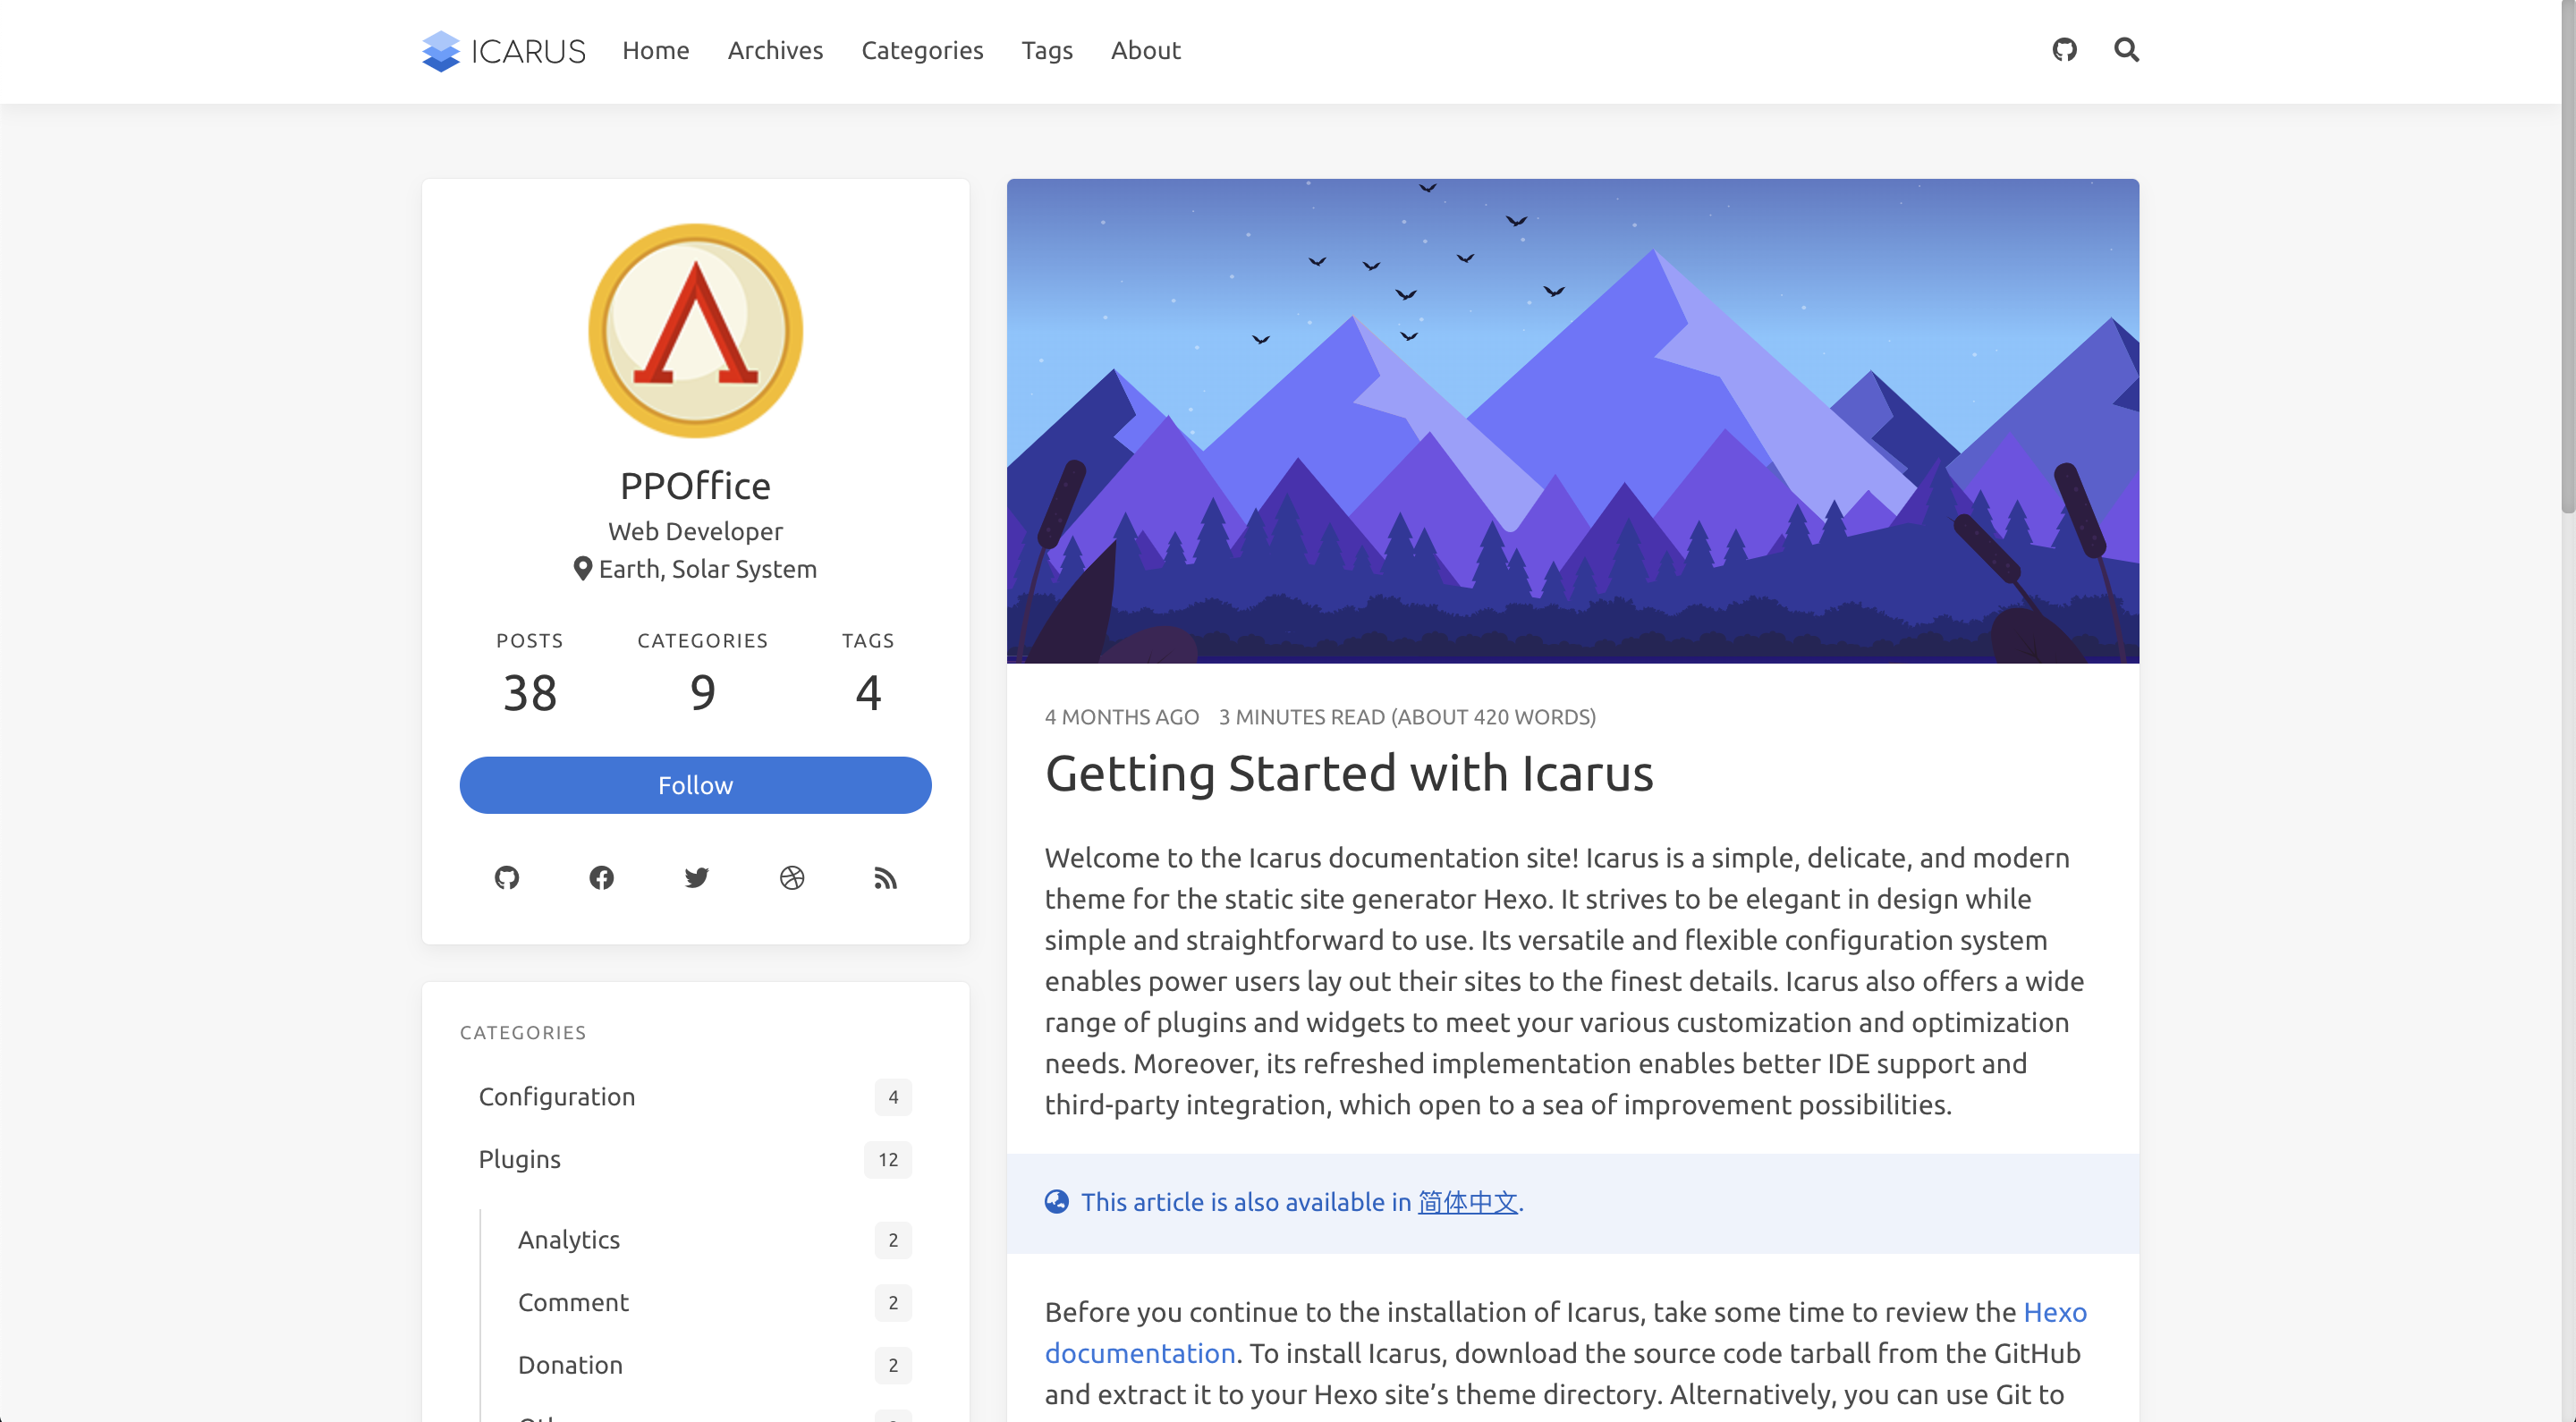 ICARUS Home Archives Categories Tags About
PPOffice
Web Developer
Earth, Solar System
POSTS CATEGORIES TAGS
38 9 4
Follow
CATEGORIES
Configuration 4
Plugins 12
Analytics 2
Comment 2
Donation 2
4 MONTHS AGO 3 MINUTES READ (ABOUT 420 WORDS)
Getting Started with Icarus
Welcome to the Icarus documentation site! Icarus is a simple, delicate, and modern
theme for the static site generator Hexo. It strives to be elegant in design while
simple and straightforward to use. Its versatile and flexible configuration system
enables power users lay out their sites to the finest details. Icarus also offers a wide
range of plugins and widgets to meet your various customization and optimization
needs. Moreover, its refreshed implementation enables better IDE support and
third-party integration, which open to a sea of improvement possibilities.
This article is also available in 简体中文.
Before you continue to the installation of Icarus, take some time to review the Hexo
documentation. To install Icarus, download the source code tarball from the GitHub
and extract it to your Hexo site’s theme directory. Alternatively, you can use Git to